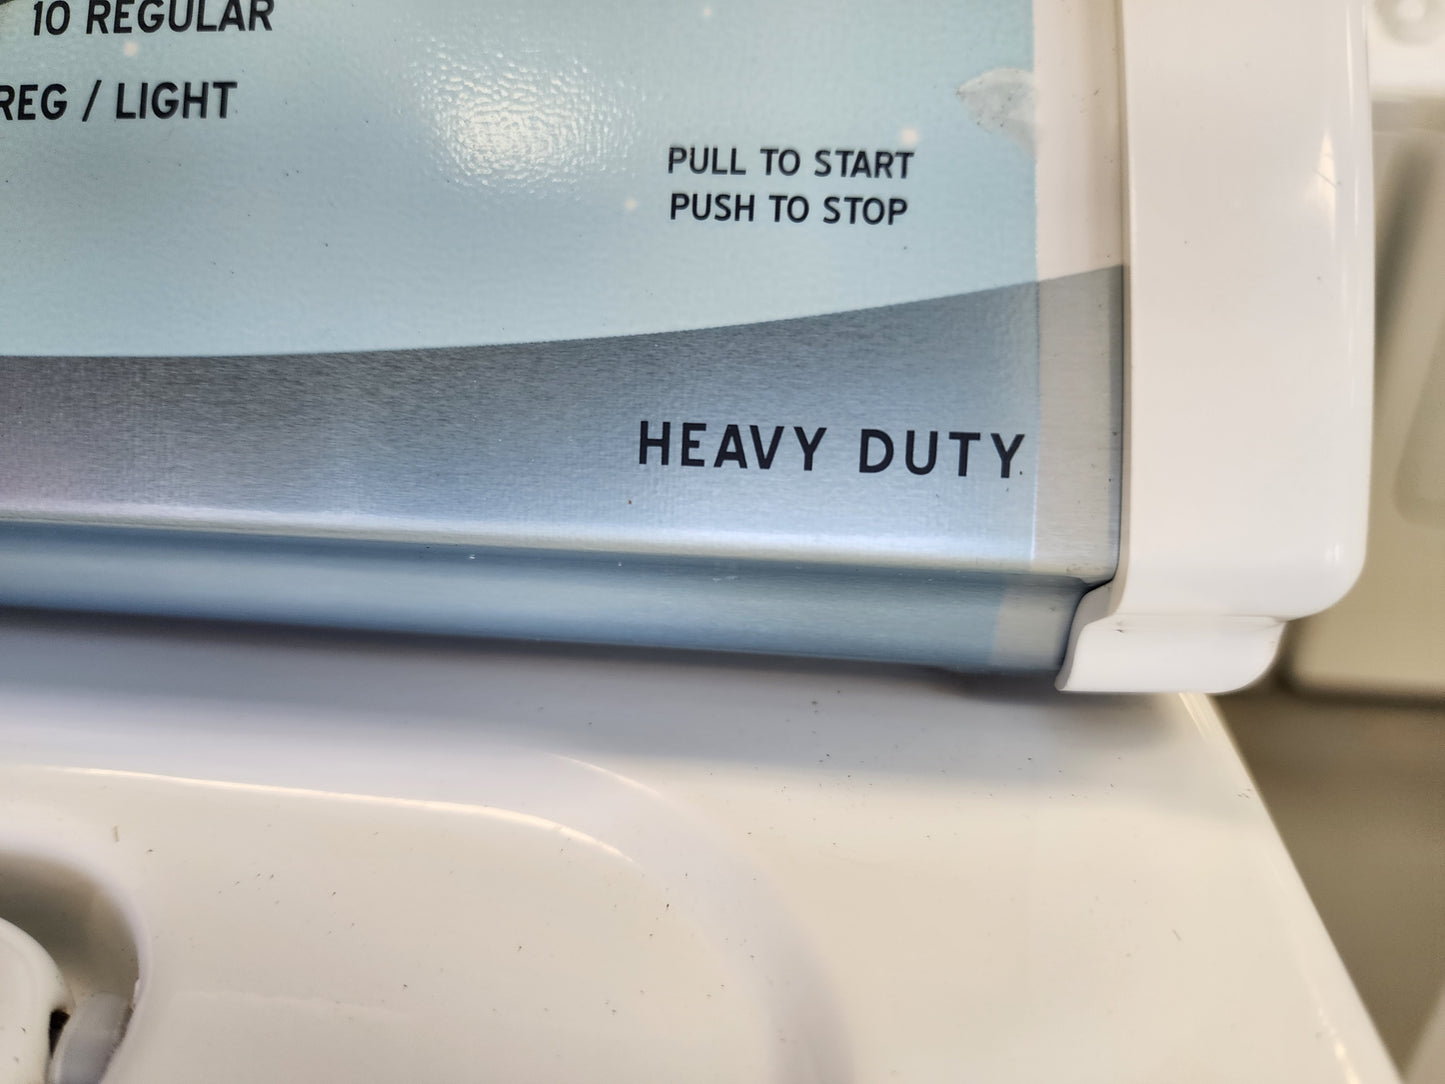 10 REGULAR
REG / LIGHT
PULL TO START
PUSH TO STOP
HEAVY DUTY